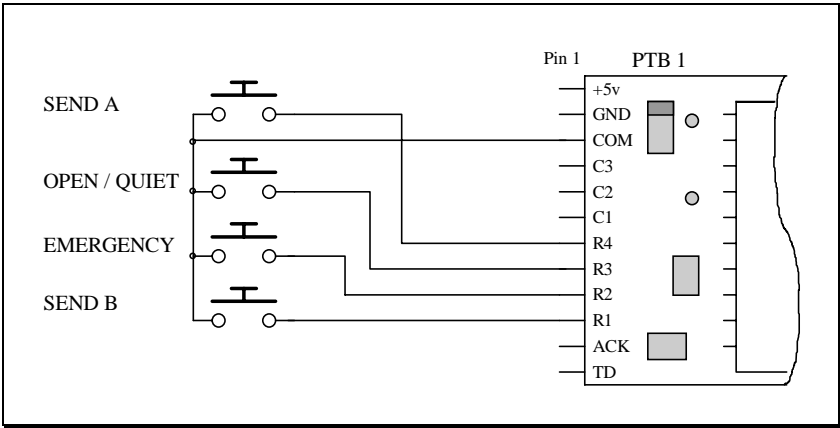 Pin 1 PTB 1
SEND A
OPEN / QUIET
EMERGENCY
SEND B
+5v
GND
COM
C3
C2
C1
R4
R3
R2
R1
ACK
TD